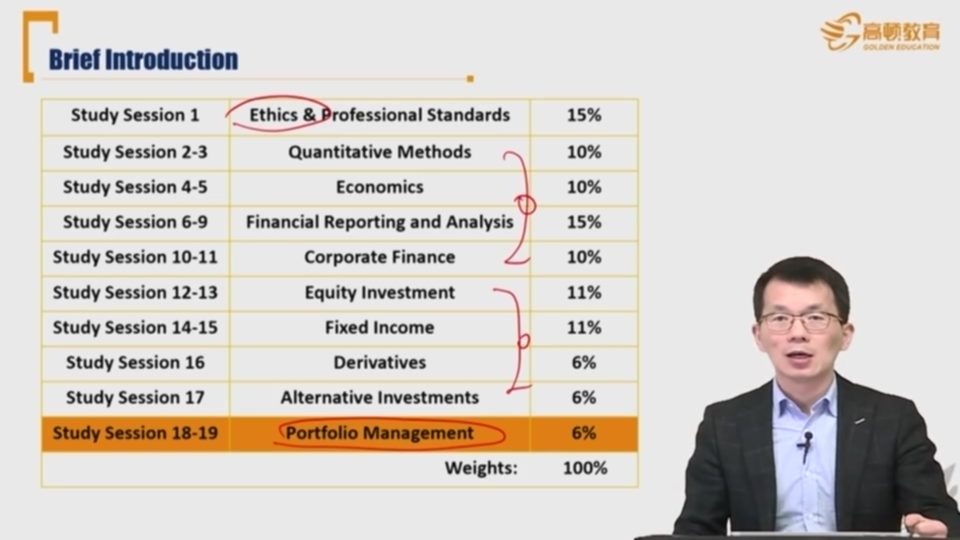 高顿教育
GOLDEN EDUCATION
Brief Introduction
Study Session 1 Ethics & Professional Standards 15%
Study Session 2-3 Quantitative Methods 10%
Study Session 4-5 Economics 10%
Study Session 6-9 Financial Reporting and Analysis 15%
Study Session 10-11 Corporate Finance 10%
Study Session 12-13 Equity Investment 11%
Study Session 14-15 Fixed Income 11%
Study Session 16 Derivatives 6%
Study Session 17 Alternative Investments 6%
Study Session 18-19 Portfolio Management 6%
Weights: 100%